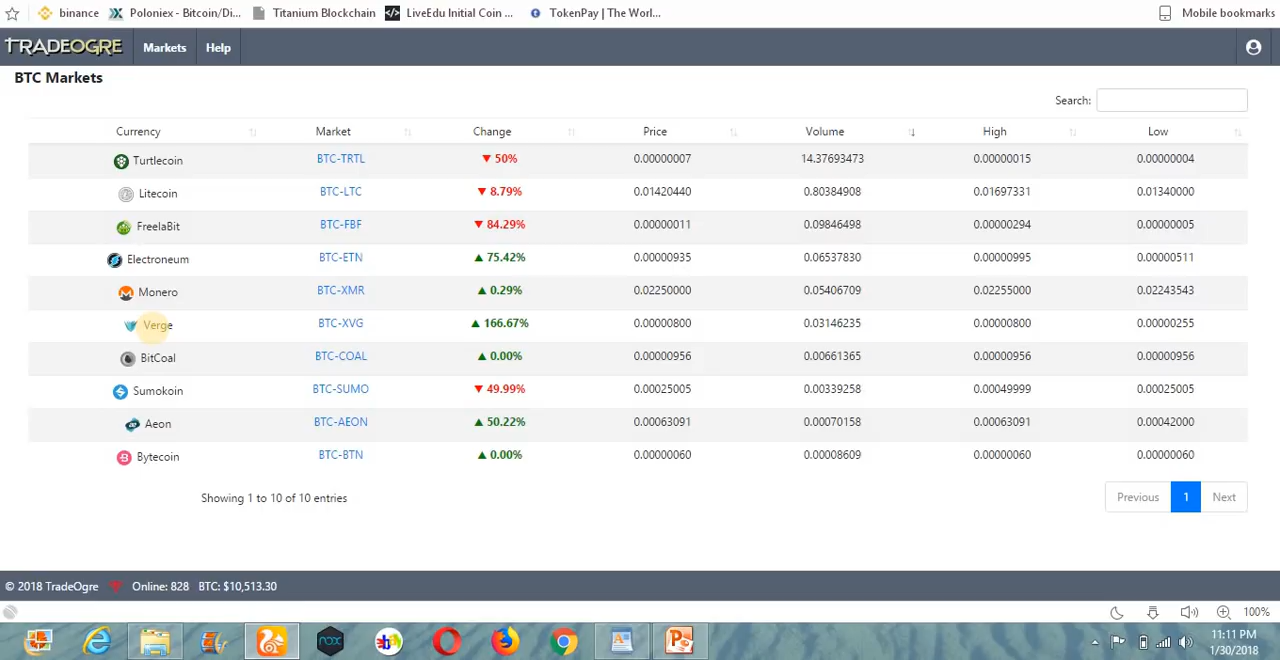 binance Poloniex - Bitcoin/Di... Titanium Blockchain LiveEdu Initial Coin ... TokenPay | The Worl... Mobile bookmarks
TRADEOGRE Markets Help
BTC Markets
Search:
Currency Market Change Price Volume High Low
Turtlecoin BTC-TRTL ▼ 50% 0.00000007 14.37693473 0.00000015 0.00000004
Litecoin BTC-LTC ▼ 8.79% 0.01420440 0.80384908 0.01697331 0.01340000
FreelaBit BTC-FBF ▼ 84.29% 0.00000011 0.09846498 0.00000294 0.00000005
Electroneum BTC-ETN ▲ 75.42% 0.00000935 0.06537830 0.00000995 0.00000511
Monero BTC-XMR ▲ 0.29% 0.02250000 0.05406709 0.02255000 0.02243543
Verge BTC-XVG ▲ 166.67% 0.00000800 0.03146235 0.00000800 0.00000255
BitCoal BTC-COAL ▲ 0.00% 0.00000956 0.00661365 0.00000956 0.00000956
Sumokoin BTC-SUMO ▼ 49.99% 0.00025005 0.00339258 0.00049999 0.00025005
Aeon BTC-AEON ▲ 50.22% 0.00063091 0.00070158 0.00063091 0.00042000
Bytecoin BTC-BTN ▲ 0.00% 0.00000060 0.00008609 0.00000060 0.00000060
Showing 1 to 10 of 10 entries Previous 1 Next
© 2018 TradeOgre Online: 828 BTC: $10,513.30
100%
nox
11:11 PM
1/30/2018